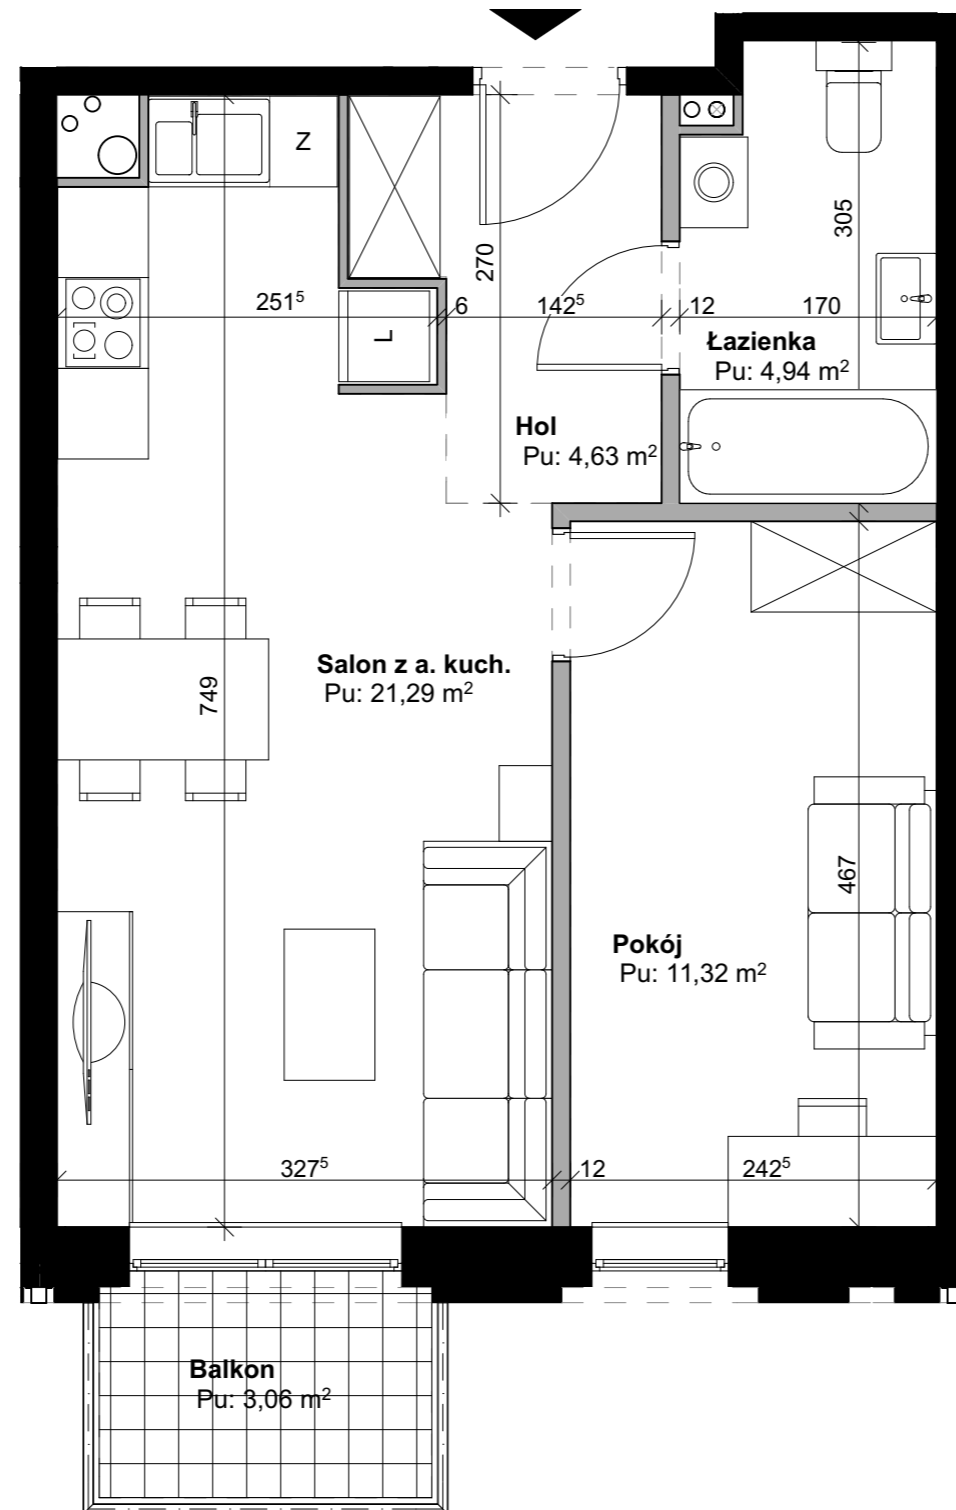 Z
305
270
251⁵
6
142⁵
12
170
L
Łazienka
Pu: 4,94 m²
Hol
Pu: 4,63 m²
Salon z a. kuch.
Pu: 21,29 m²
749
467
Pokój
Pu: 11,32 m²
327⁵
12
242⁵
Balkon
Pu: 3,06 m²